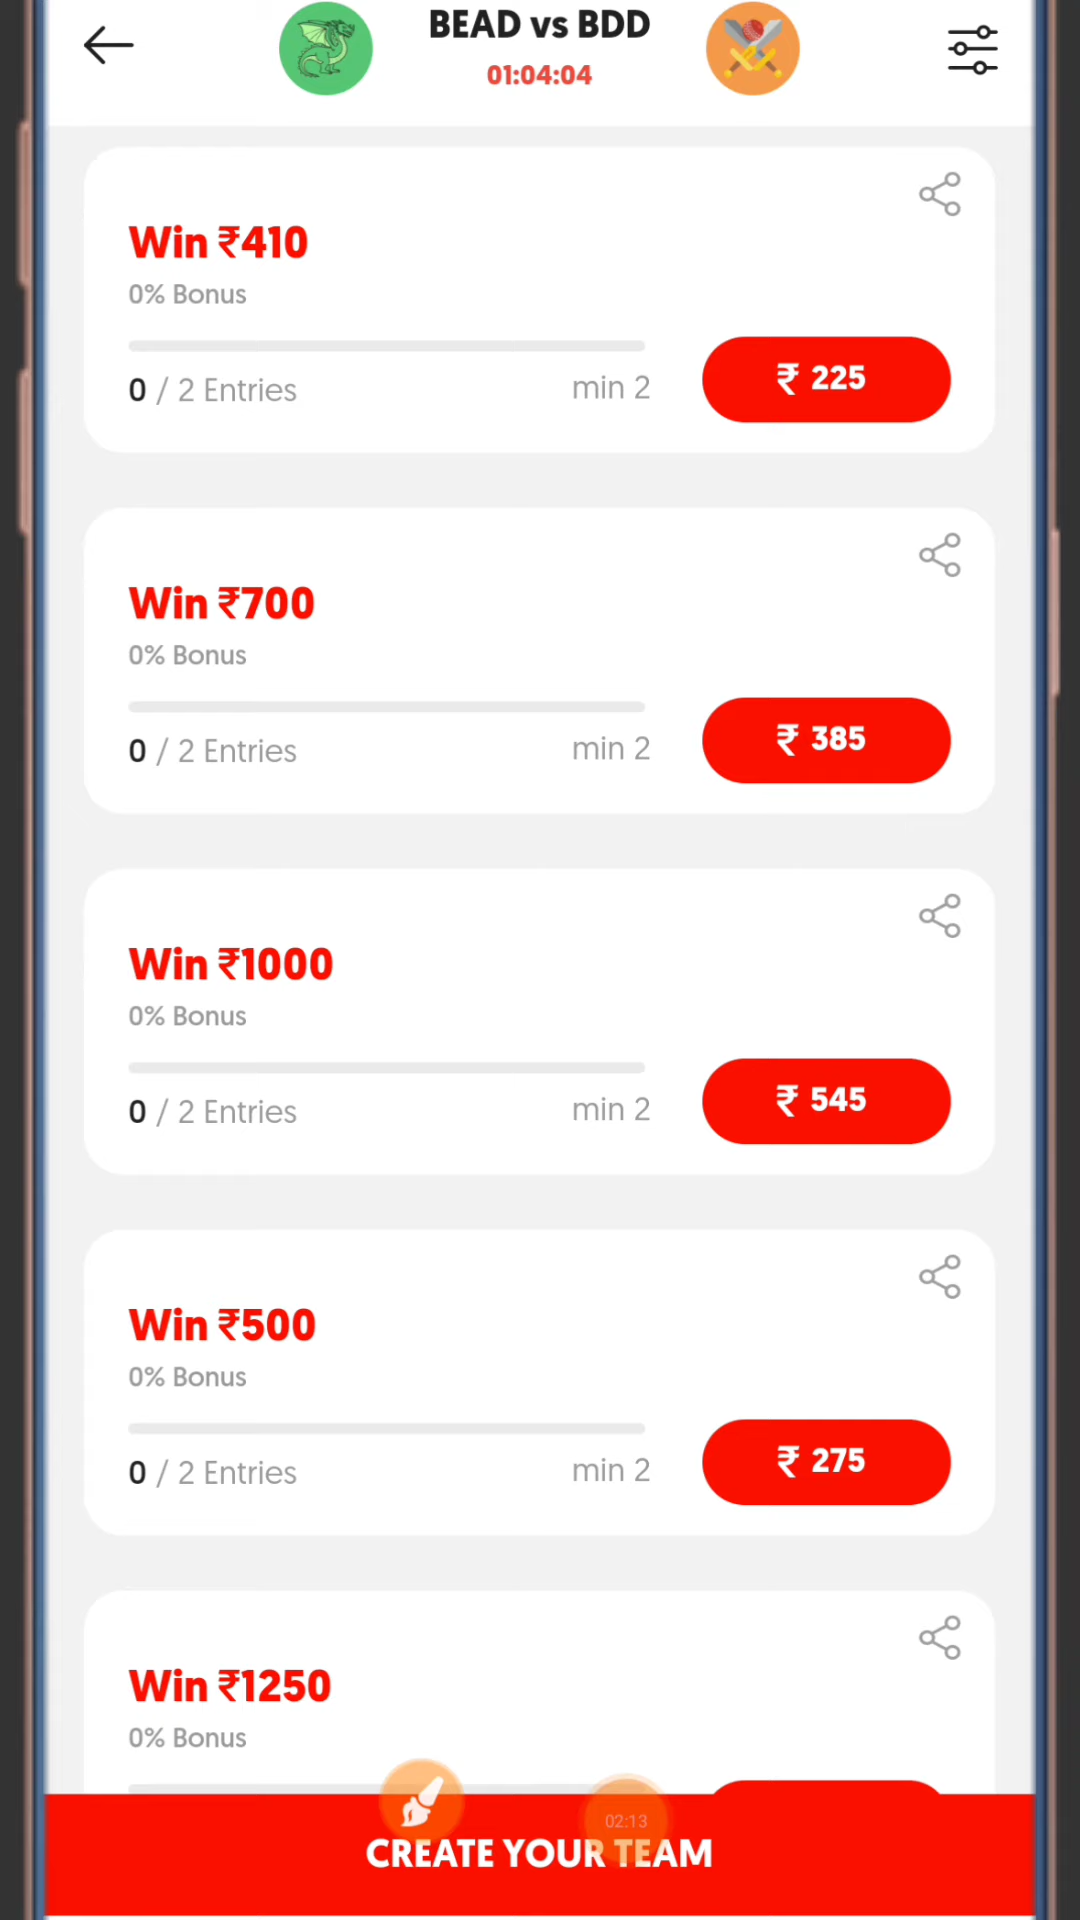 BEAD vs BDD
01:04:04
Win ₹410
0% Bonus
0 / 2 Entries
min 2
₹ 225
Win ₹700
0% Bonus
0 / 2 Entries
min 2
₹ 385
Win ₹1000
0% Bonus
0 / 2 Entries
min 2
₹ 545
Win ₹500
0% Bonus
0 / 2 Entries
min 2
₹ 275
Win ₹1250
0% Bonus
02:13
CREATE YOUR TEAM